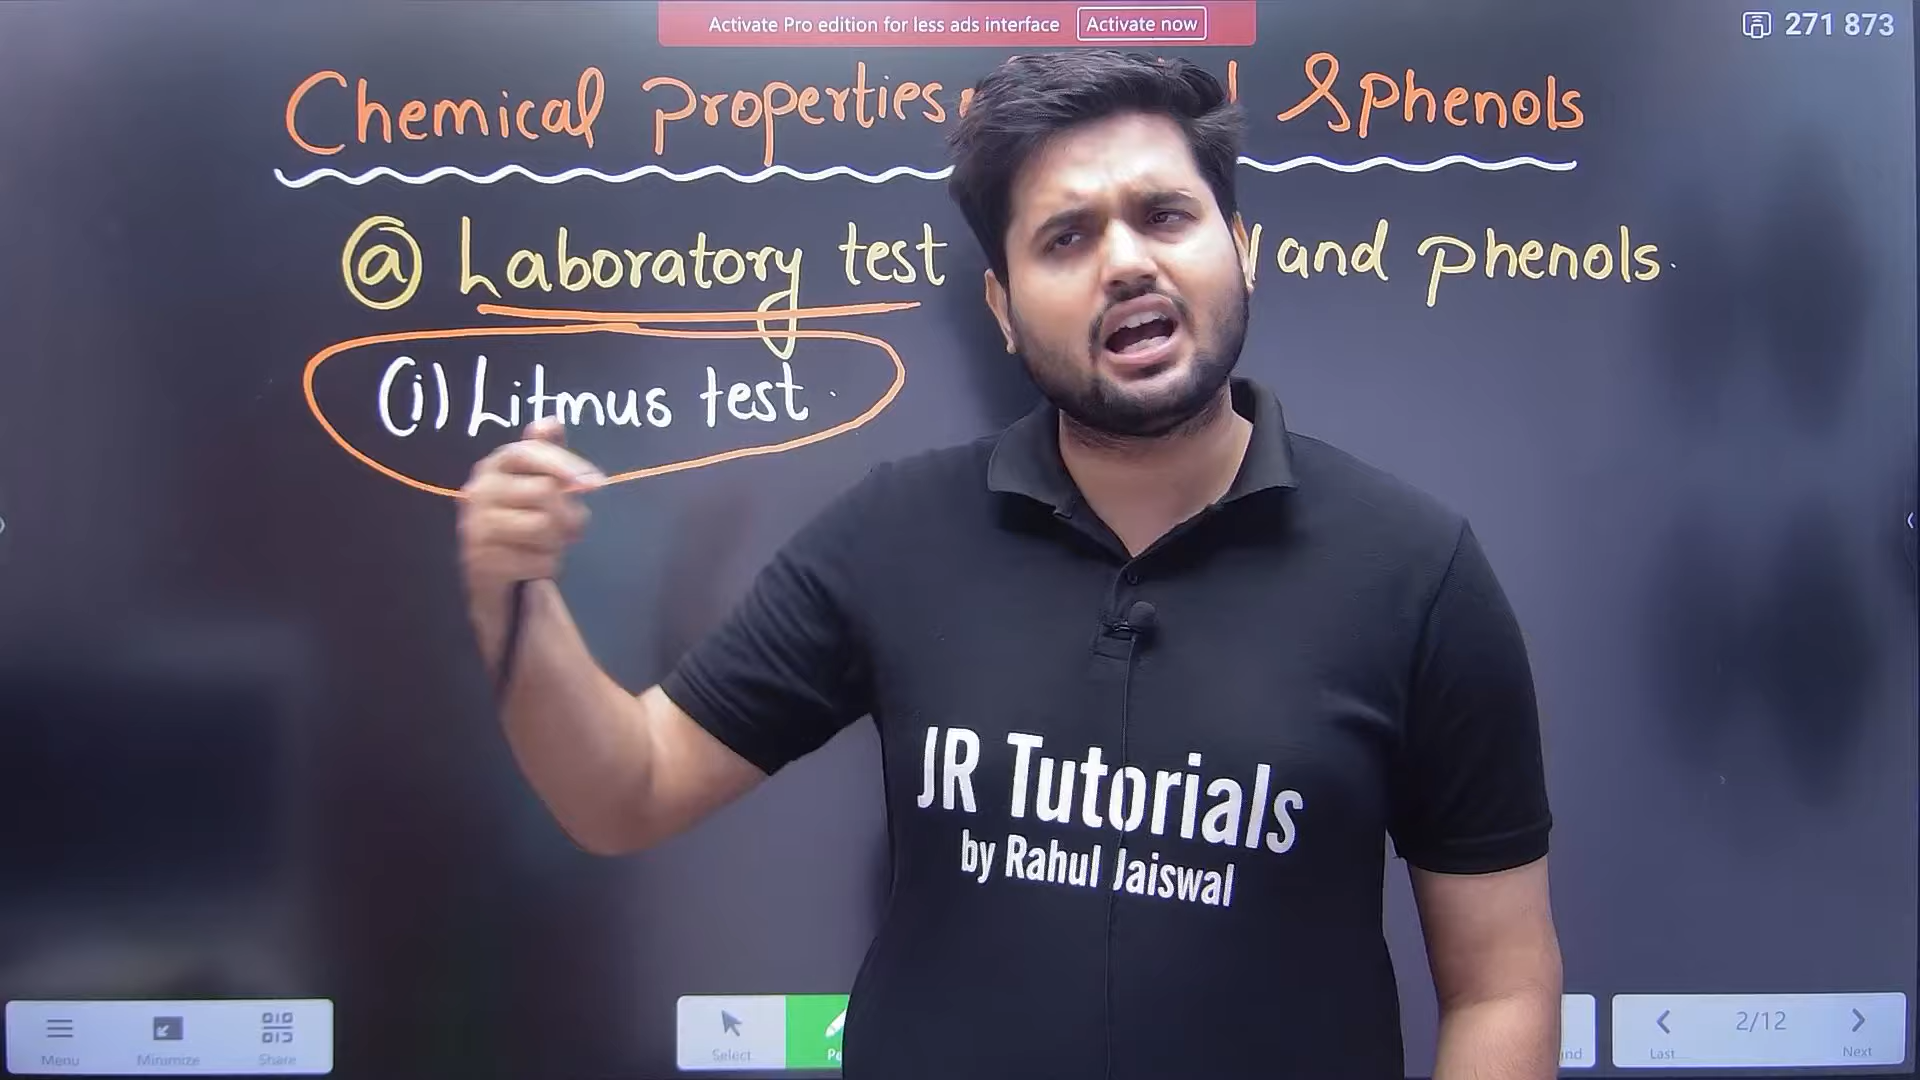 Activate Pro edition for less ads interface Activate now
271 873
Chemical properties & phenols
ⓐ Laboratory test and phenols.
(i) Litmus test.
JR Tutorials
by Rahul Jaiswal
Menu Minimize Share Select
Last 2/12 Next